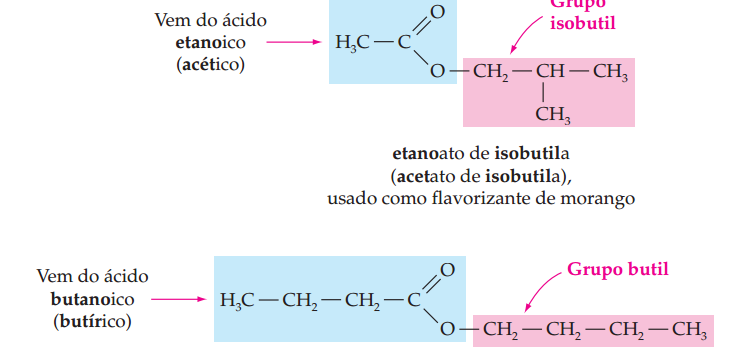 Grupo
isobutil
Vem do ácido
etanoico
(acético)
O
H₃C — C
O — CH₂ — CH — CH₃
CH₃
etanoato de isobutila
(acetato de isobutila),
usado como flavorizante de morango
Vem do ácido
butanoico
(butírico)
Grupo butil
O
H₃C — CH₂ — CH₂ — C
O — CH₂ — CH₂ — CH₂ — CH₃